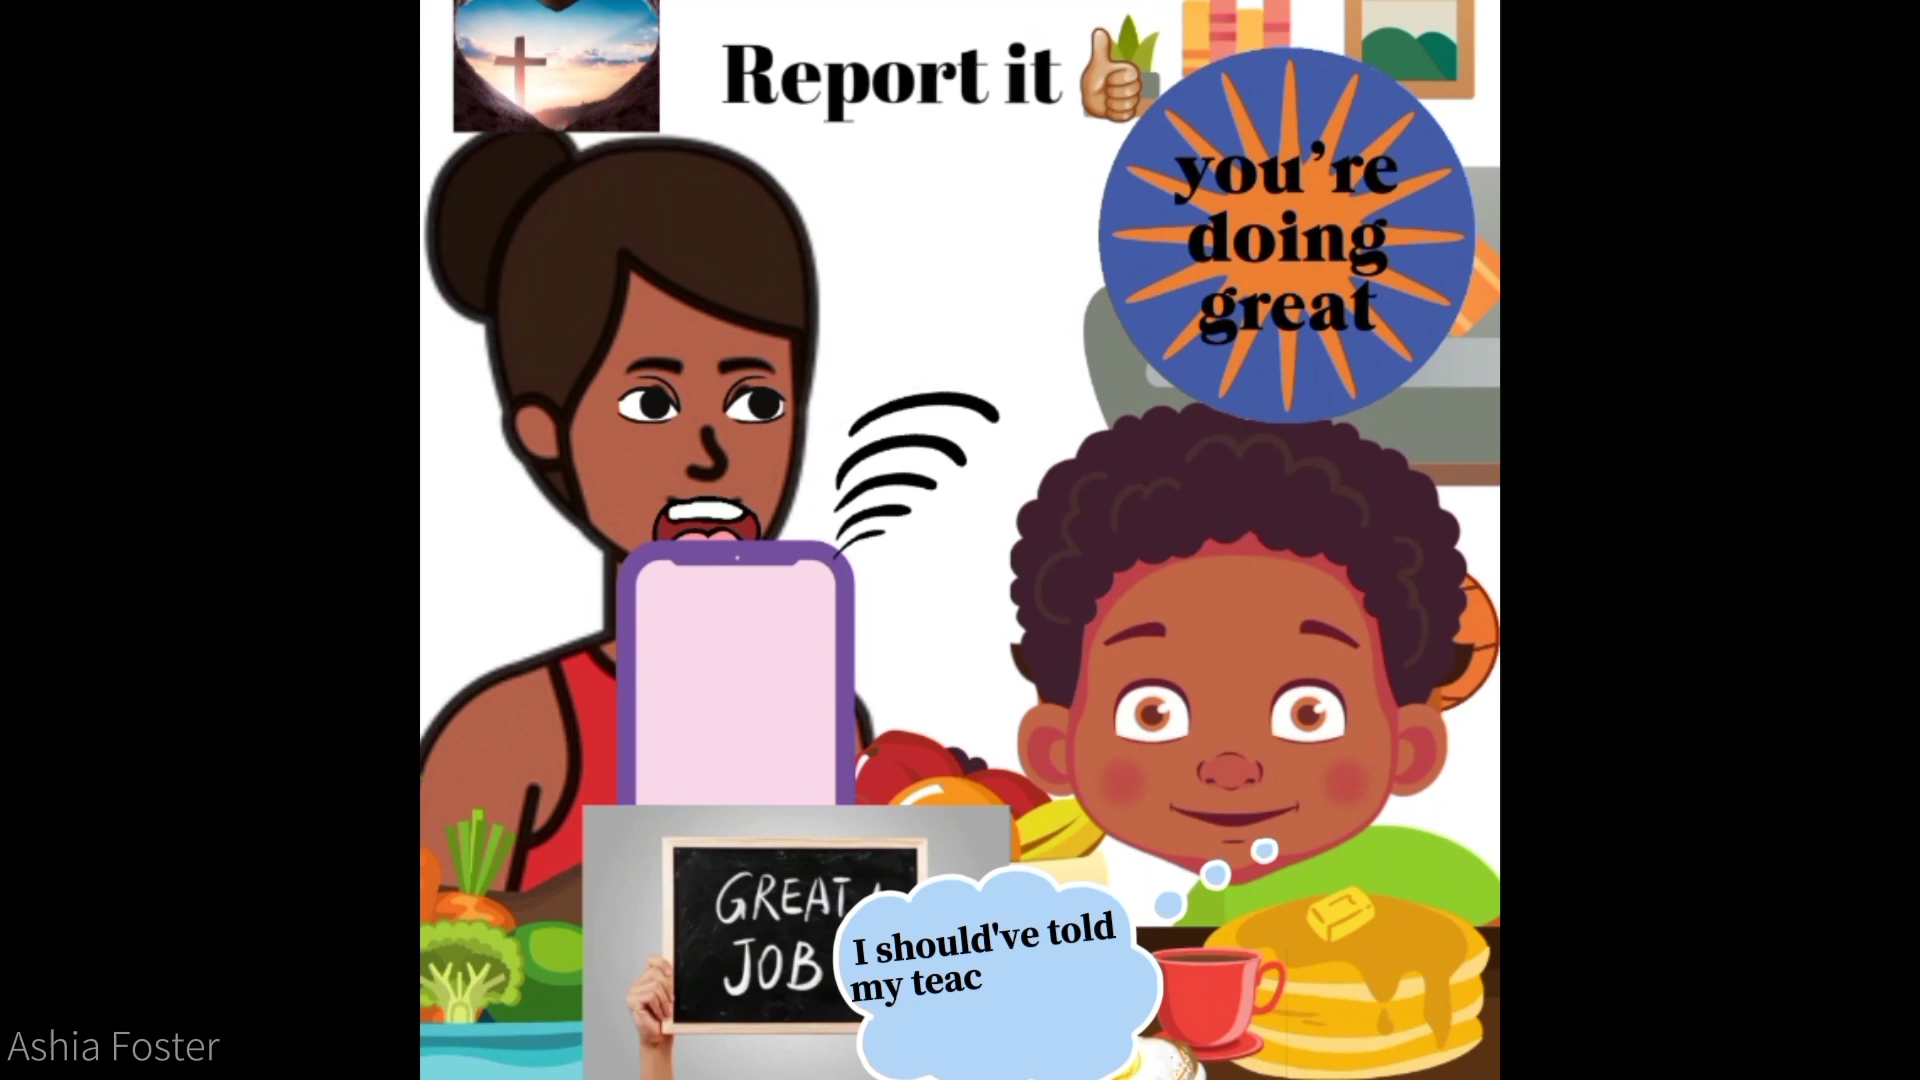 Report it
you're
doing
great
GREAT
JOB
I should've told
my teac
Ashia Foster